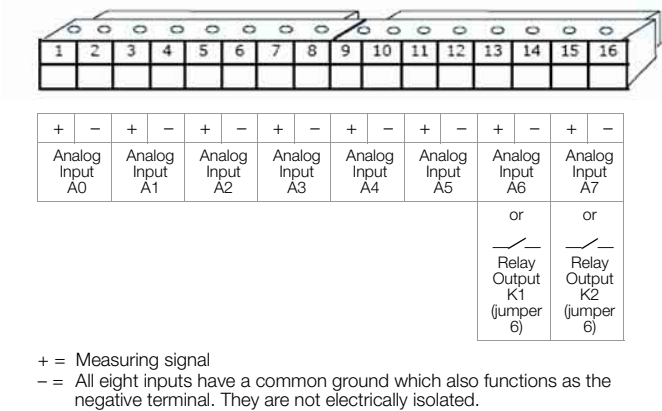 1 2 3 4 5 6 7 8 9 10 11 12 13 14 15 16
+ – + – + – + – + – + – + – + –
Analog Input A0
Analog Input A1
Analog Input A2
Analog Input A3
Analog Input A4
Analog Input A5
Analog Input A6
Analog Input A7
or
Relay Output K1 (jumper 6)
or
Relay Output K2 (jumper 6)
+ = Measuring signal
– = All eight inputs have a common ground which also functions as the
negative terminal. They are not electrically isolated.